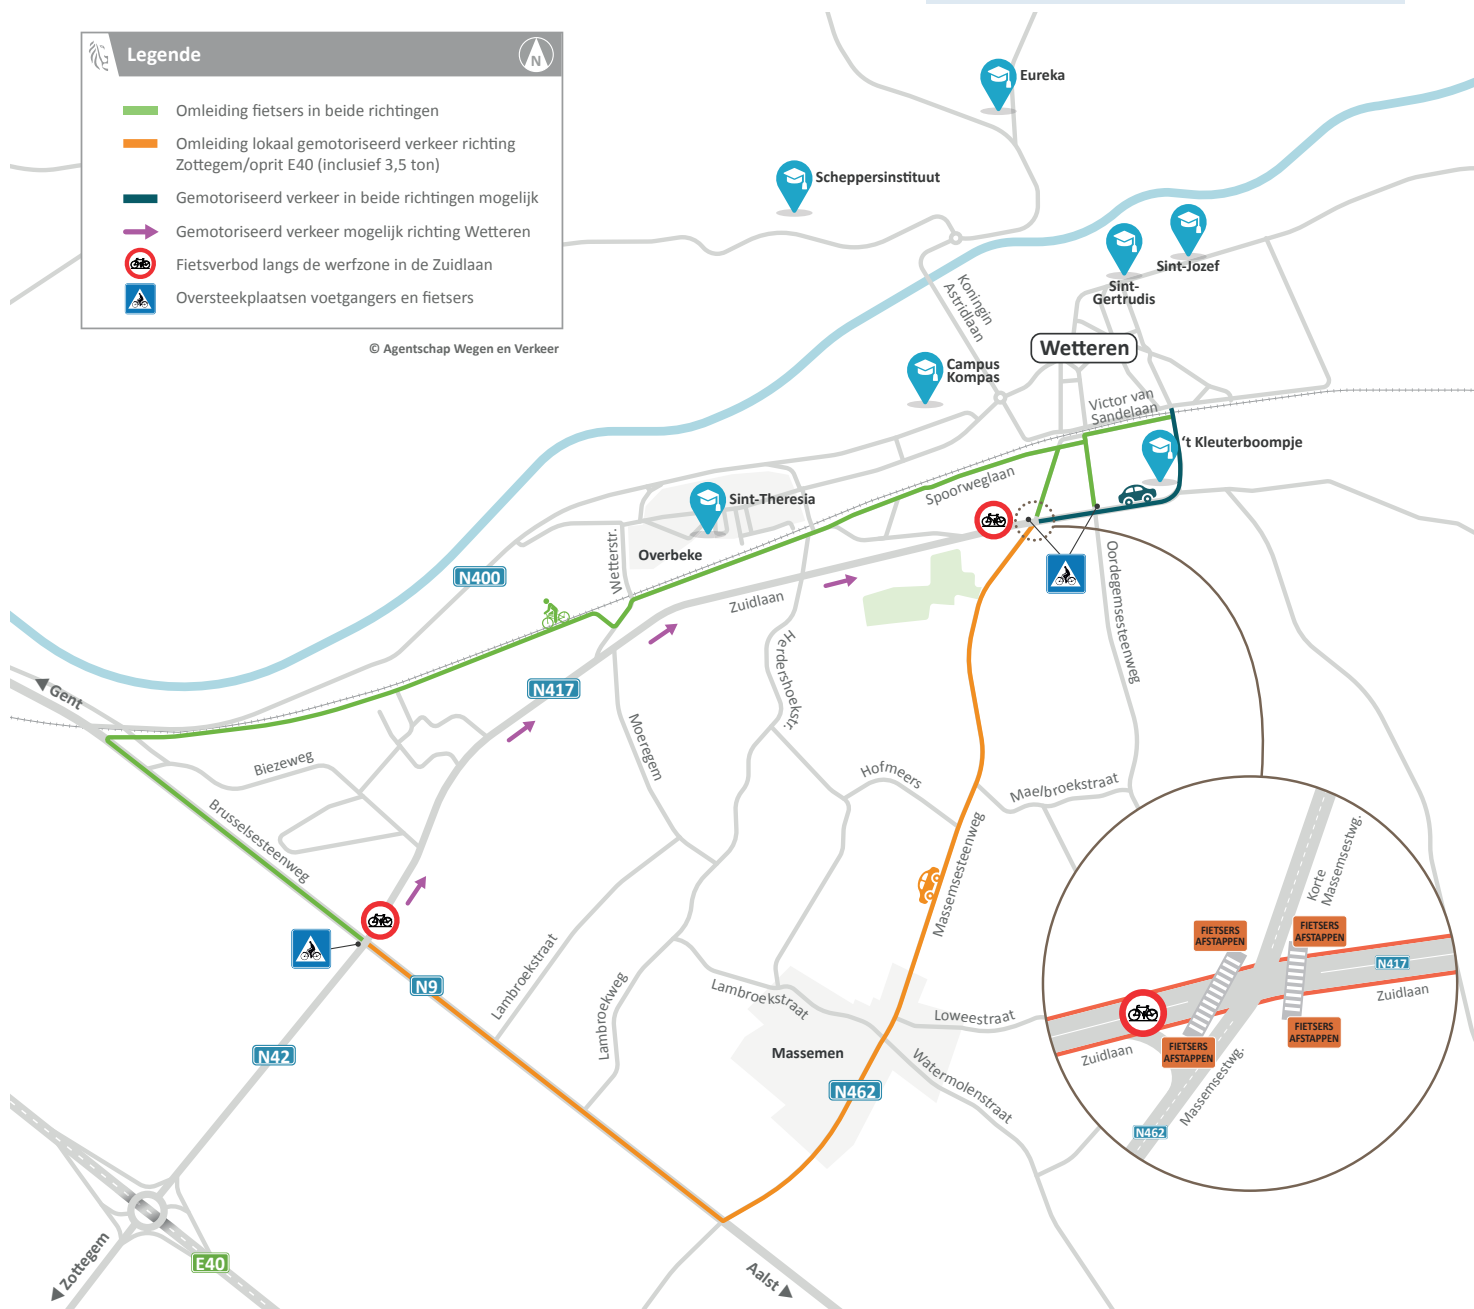 Legende
N
Omleiding fietsers in beide richtingen
Omleiding lokaal gemotoriseerd verkeer richting
Zottegem/oprit E40 (inclusief 3,5 ton)
Gemotoriseerd verkeer in beide richtingen mogelijk
Gemotoriseerd verkeer mogelijk richting Wetteren
Fietsverbod langs de werfzone in de Zuidlaan
Oversteekplaatsen voetgangers en fietsers
© Agentschap Wegen en Verkeer
Eureka
Scheppersinstituut
Sint-Jozef
Sint-
Gertrudis
Koningin
Astridlaan
Wetteren
Campus
Kompas
Victor van
Sandelaan
't Kleuterboompje
Spoorweglaan
Sint-Theresia
Overbeke
Wetterstr.
N400
Zuidlaan
Oordegemsesteenweg
Herdershoekstr.
N417
Gent
Moeregem
Biezeweg
Hofmeers
Maelbroekstraat
Brusselsesteenweg
Massemsesteenweg
Korte
Massemsestwg.
FIETSERS
AFSTAPPEN
FIETSERS
AFSTAPPEN
N417
Zuidlaan
FIETSERS
AFSTAPPEN
Zuidlaan
FIETSERS
AFSTAPPEN
Massemsestwg.
N462
N9
Lambroekstraat
Lambroekweg
Lambroekstraat
Loweestraat
Massemen
Watermolenstraat
N42
N462
E40
Zottegem
Aalst